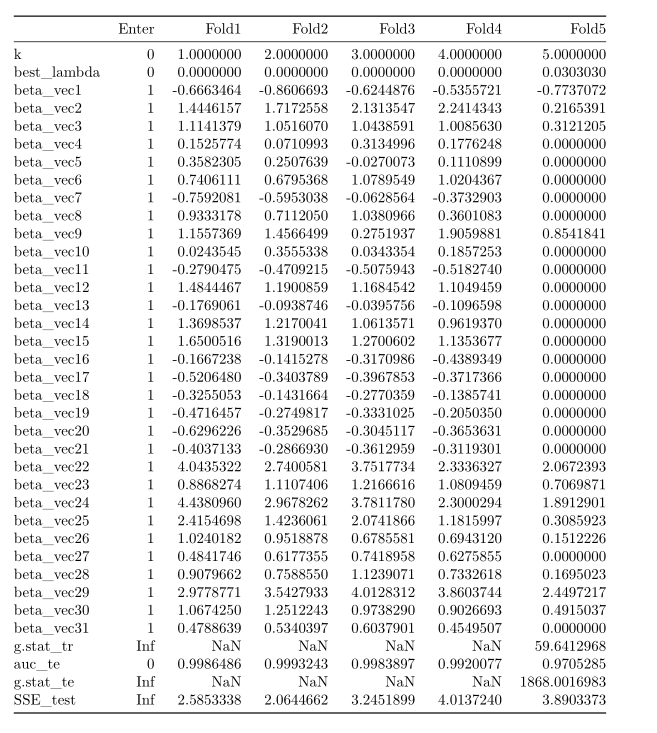 Enter Fold1 Fold2 Fold3 Fold4 Fold5
k 0 1.0000000 2.0000000 3.0000000 4.0000000 5.0000000
best_lambda 0 0.0000000 0.0000000 0.0000000 0.0000000 0.0303030
beta_vec1 1 -0.6663464 -0.8606693 -0.6244876 -0.5355721 -0.7737072
beta_vec2 1 1.4446157 1.7172558 2.1313547 2.2414343 0.2165391
beta_vec3 1 1.1141379 1.0516070 1.0438591 1.0085630 0.3121205
beta_vec4 1 0.1525774 0.0710993 0.3134996 0.1776248 0.0000000
beta_vec5 1 0.3582305 0.2507639 -0.0270073 0.1110899 0.0000000
beta_vec6 1 0.7406111 0.6795368 1.0789549 1.0204367 0.0000000
beta_vec7 1 -0.7592081 -0.5953038 -0.0628564 -0.3732903 0.0000000
beta_vec8 1 0.9333178 0.7112050 1.0380966 0.3601083 0.0000000
beta_vec9 1 1.1557369 1.4566499 0.2751937 1.9059881 0.8541841
beta_vec10 1 0.0243545 0.3555338 0.0343354 0.1857253 0.0000000
beta_vec11 1 -0.2790475 -0.4709215 -0.5075943 -0.5182740 0.0000000
beta_vec12 1 1.4844467 1.1900859 1.1684542 1.1049459 0.0000000
beta_vec13 1 -0.1769061 -0.0938746 -0.0395756 -0.1096598 0.0000000
beta_vec14 1 1.3698537 1.2170041 1.0613571 0.9619370 0.0000000
beta_vec15 1 1.6500516 1.3190013 1.2700602 1.1353677 0.0000000
beta_vec16 1 -0.1667238 -0.1415278 -0.3170986 -0.4389349 0.0000000
beta_vec17 1 -0.5206480 -0.3403789 -0.3967853 -0.3717366 0.0000000
beta_vec18 1 -0.3255053 -0.1431664 -0.2770359 -0.1385741 0.0000000
beta_vec19 1 -0.4716457 -0.2749817 -0.3331025 -0.2050350 0.0000000
beta_vec20 1 -0.6296226 -0.3529685 -0.3045117 -0.3653631 0.0000000
beta_vec21 1 -0.4037133 -0.2866930 -0.3612959 -0.3119301 0.0000000
beta_vec22 1 4.0435322 2.7400581 3.7517734 2.3336327 2.0672393
beta_vec23 1 0.8868274 1.1107406 1.2166616 1.0809459 0.7069871
beta_vec24 1 4.4380960 2.9678262 3.7811780 2.3000294 1.8912901
beta_vec25 1 2.4154698 1.4236061 2.0741866 1.1815997 0.3085923
beta_vec26 1 1.0240182 0.9518878 0.6785581 0.6943120 0.1512226
beta_vec27 1 0.4841746 0.6177355 0.7418958 0.6275855 0.0000000
beta_vec28 1 0.9079662 0.7588550 1.1239071 0.7332618 0.1695023
beta_vec29 1 2.9778771 3.5427933 4.0128312 3.8603744 2.4497217
beta_vec30 1 1.0674250 1.2512243 0.9738290 0.9026693 0.4915037
beta_vec31 1 0.4788639 0.5340397 0.6037901 0.4549507 0.0000000
g.stat_tr Inf NaN NaN NaN NaN 59.6412968
auc_te 0 0.9986486 0.9993243 0.9983897 0.9920077 0.9705285
g.stat_te Inf NaN NaN NaN NaN 1868.0016983
SSE_test Inf 2.5853338 2.0644662 3.2451899 4.0137240 3.8903373